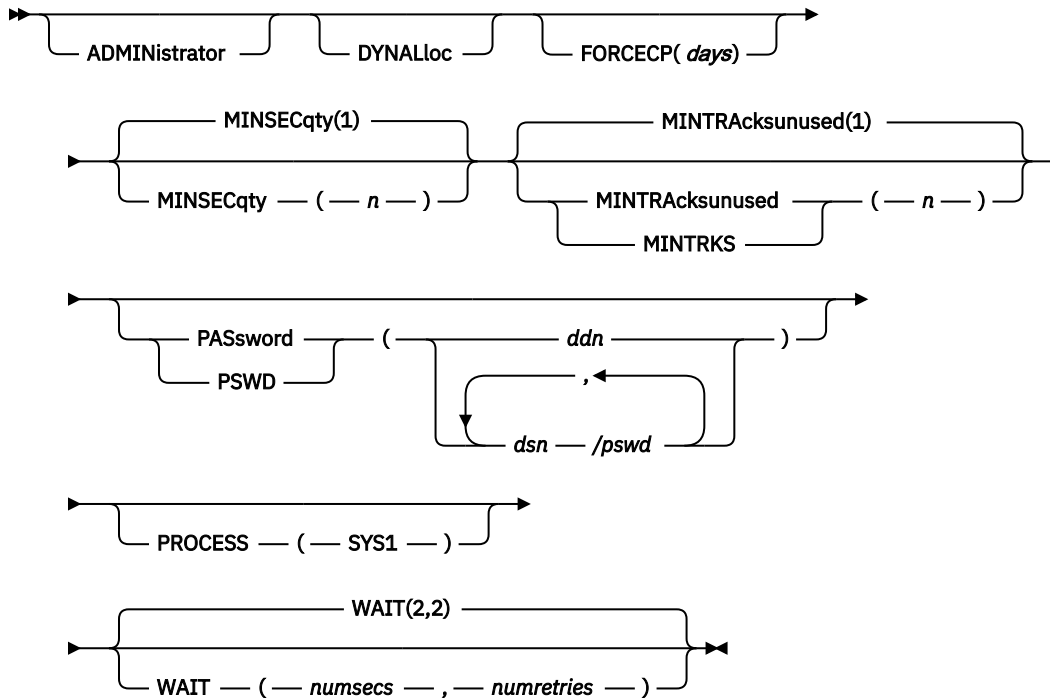 ADMINistrator DYNALloc FORCECP( days)
MINSECqty(1) MINTRAcksunused(1)
MINSECqty ( n ) MINTRAcksunused ( n )
MINTRKS
PASsword ( ddn )
PSWD ,
dsn /pswd
PROCESS ( SYS1 )
WAIT(2,2)
WAIT ( numsecs , numretries )